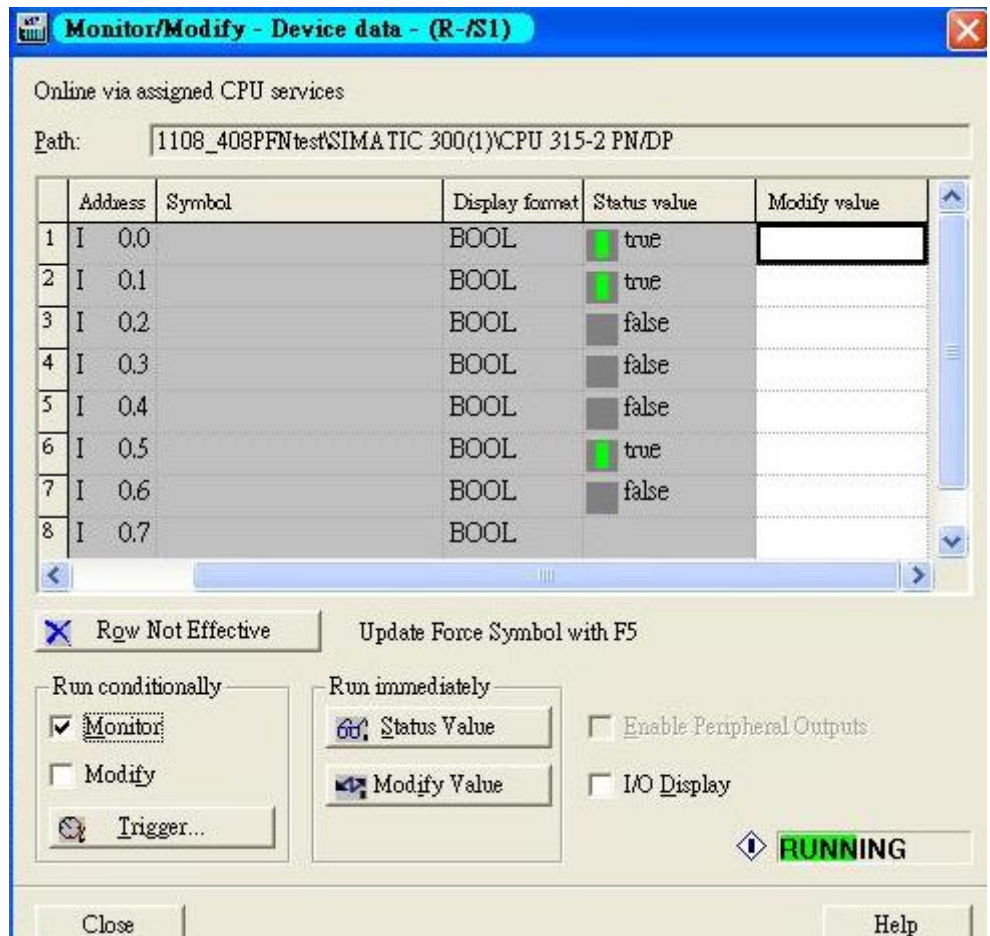 Monitor/Modify - Device data - (R-/S1)
Online via assigned CPU services
Path: 1108_408PFNtest\SIMATIC 300(1)\CPU 315-2 PN/DP
Address Symbol Display format Status value Modify value
1 I 0.0 BOOL true
2 I 0.1 BOOL true
3 I 0.2 BOOL false
4 I 0.3 BOOL false
5 I 0.4 BOOL false
6 I 0.5 BOOL true
7 I 0.6 BOOL false
8 I 0.7 BOOL
Row Not Effective Update Force Symbol with F5
Run conditionally Run immediately
Monitor Status Value Enable Peripheral Outputs
Modify Modify Value I/O Display
Trigger...
RUNNING
Close Help